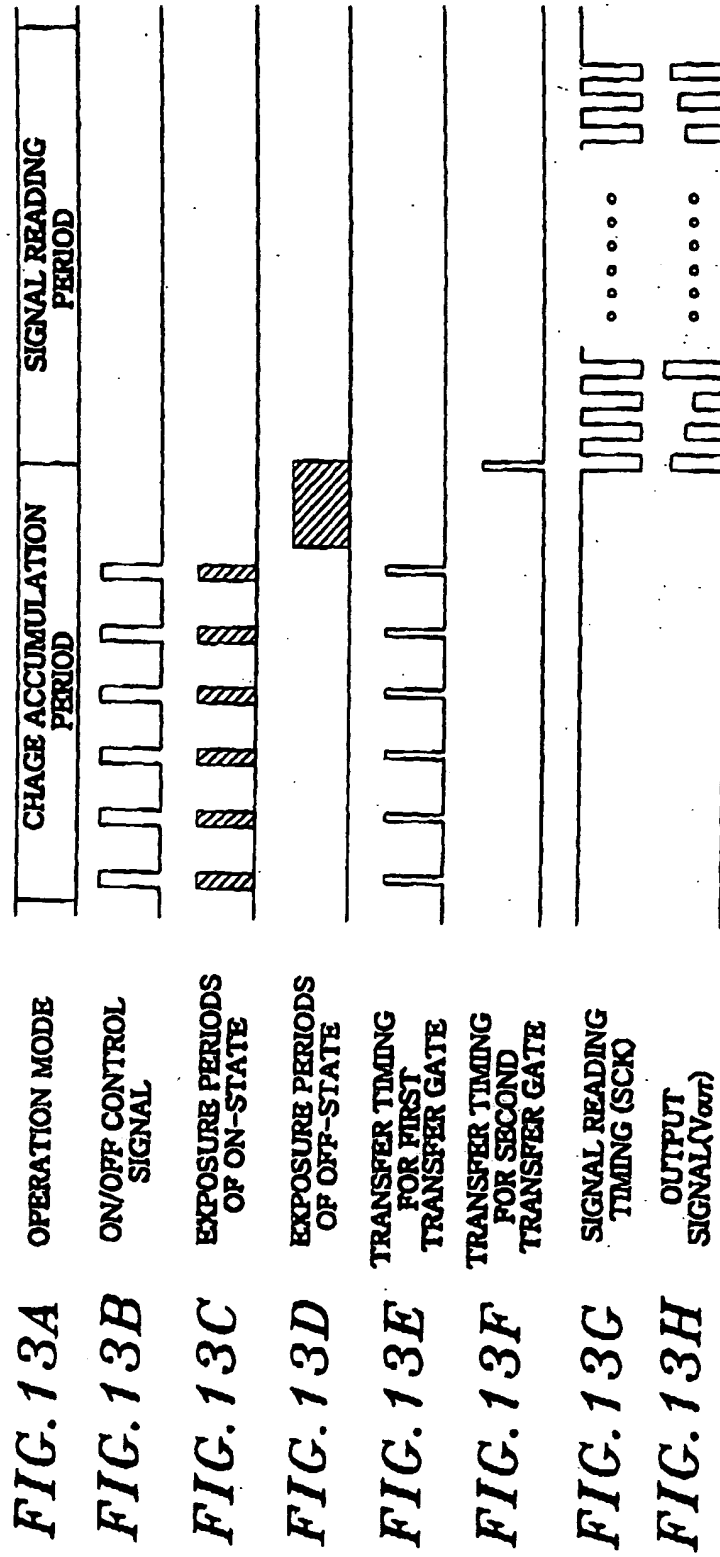 FIG.13A
OPERATION MODE
CHAGE ACCUMULATION
PERIOD
SIGNAL READING
PERIOD
FIG.13B
ON/OFF CONTROL
SIGNAL
FIG.13C
EXPOSURE PERIODS
OF ON-STATE
FIG.13D
EXPOSURE PERIODS
OF OFF-STATE
FIG.13E
TRANSFER TIMING
FOR FIRST
TRANSFER GATE
FIG.13F
TRANSFER TIMING
FOR SECOND
TRANSFER GATE
FIG.13G
SIGNAL READING
TIMING (SCK)
FIG.13H
OUTPUT
SIGNAL(VOUT)